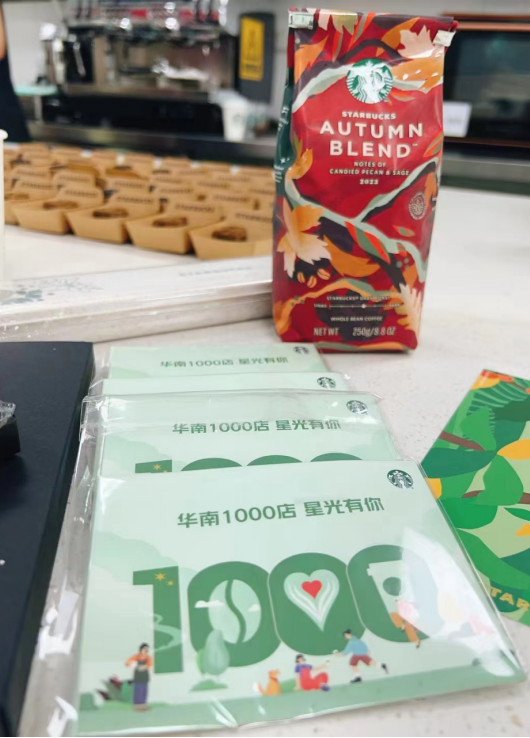 STARBUCKS
AUTUMN
BLEND™
NOTES OF
CANDIED PECAN & SAGE
2022
WHOLE BEAN COFFEE
NET WT 250g/8.8 OZ
华南1000店 星光有你
华南1000店 星光有你
华南1000店 星光有你
1000